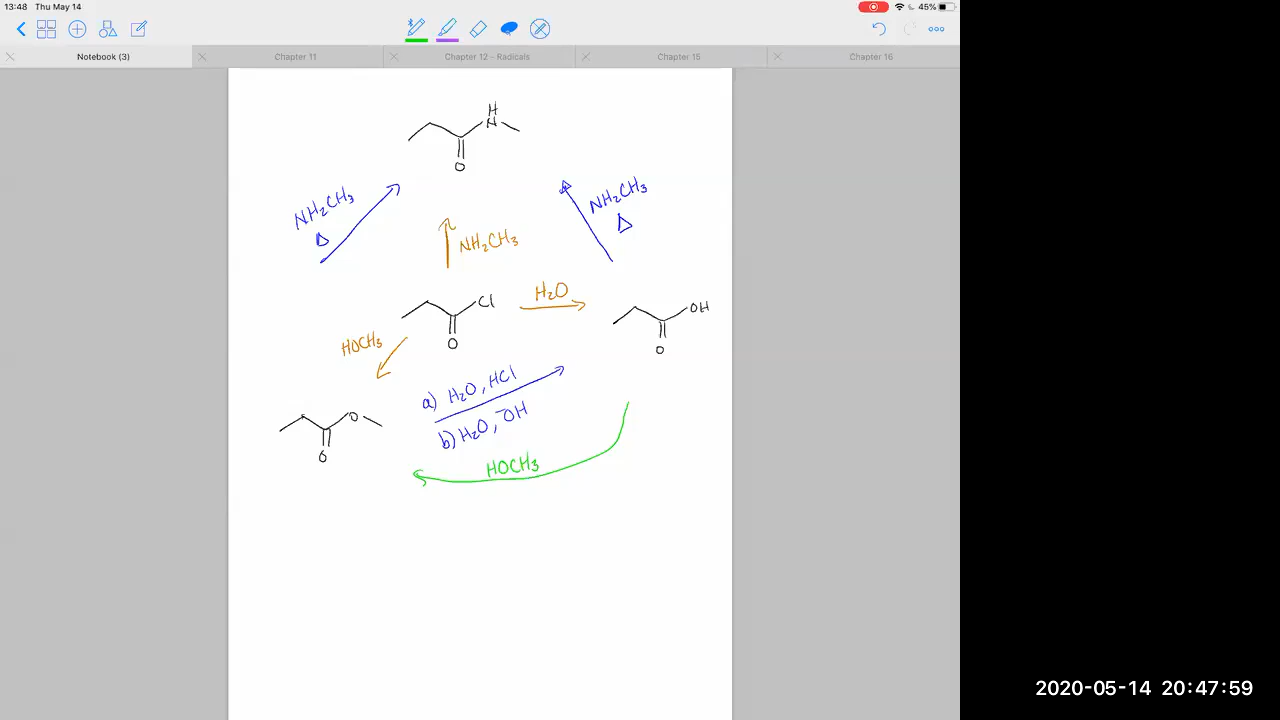 13:48 Thu May 14
45%
Notebook (3)
Chapter 11
Chapter 12 - Radicals
Chapter 15
Chapter 16
H
N
O
NH₂CH₃
Δ
NH₂CH₃
Δ
NH₂CH₃
Cl
O
H₂O
OH
O
HOCH₃
a) H₂O, HCl
b) H₂O, ⁻OH
O
O
HOCH₃
2020-05-14 20:47:59